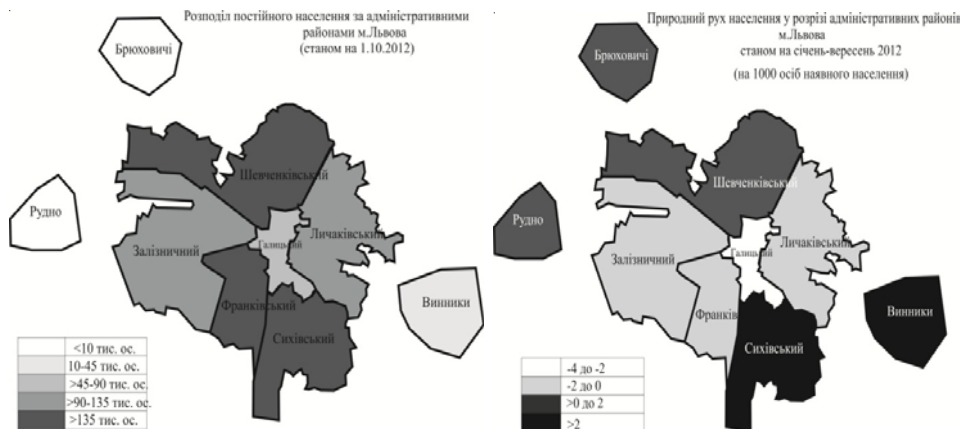 Розподіл постійного населення за адміністративними
районами м.Львова
(станом на 1.10.2012)
Брюховичі
Шевченківський
Рудно
Залізничний
Галицький
Личаківський
Франківський
Сихівський
Винники
<10 тис. ос.
10-45 тис. ос.
>45-90 тис. ос.
>90-135 тис. ос.
>135 тис. ос.
Природний рух населення у розрізі адміністративних районів
м.Львова
станом на січень-вересень 2012
(на 1000 осіб наявного населення)
Брюховичі
Шевченківський
Рудно
Залізничний
Галицький
Личаківський
Франків
Сихівський
Винники
-4 до -2
-2 до 0
>0 до 2
>2